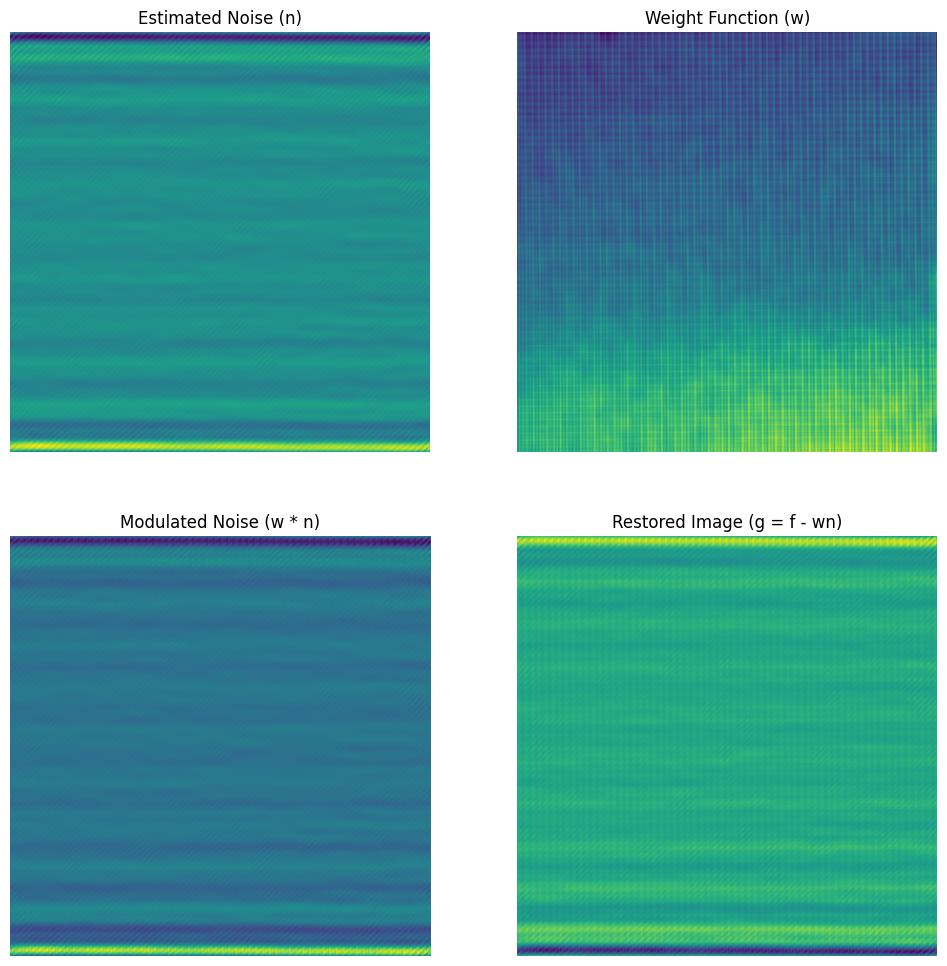 Estimated Noise (n)
Weight Function (w)
Modulated Noise (w * n)
Restored Image (g = f - wn)